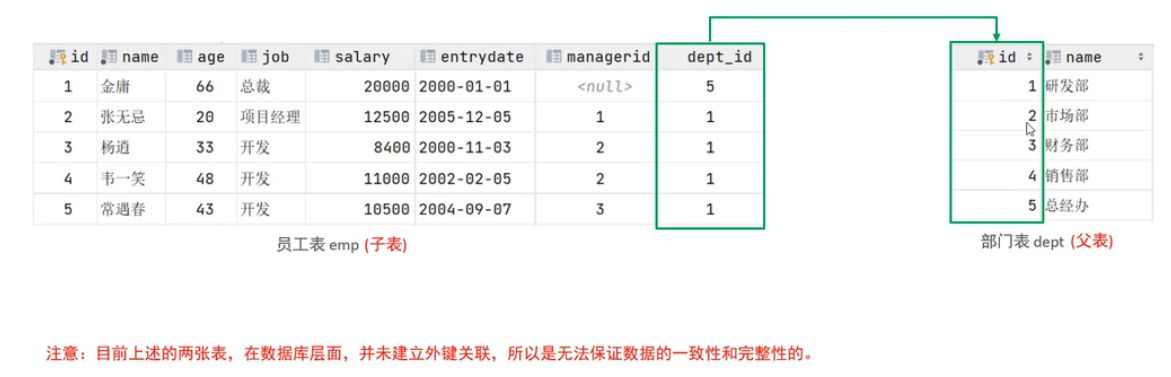 id name age job salary entrydate managerid dept_id
1 金庸 66 总裁 20000 2000-01-01 <null> 5
2 张无忌 20 项目经理 12500 2005-12-05 1 1
3 杨逍 33 开发 8400 2000-11-03 2 1
4 韦一笑 48 开发 11000 2002-02-05 2 1
5 常遇春 43 开发 10500 2004-09-07 3 1
员工表 emp (子表)
id name
1 研发部
2 市场部
3 财务部
4 销售部
5 总经办
部门表 dept (父表)
注意：目前上述的两张表，在数据库层面，并未建立外键关联，所以是无法保证数据的一致性和完整性的。